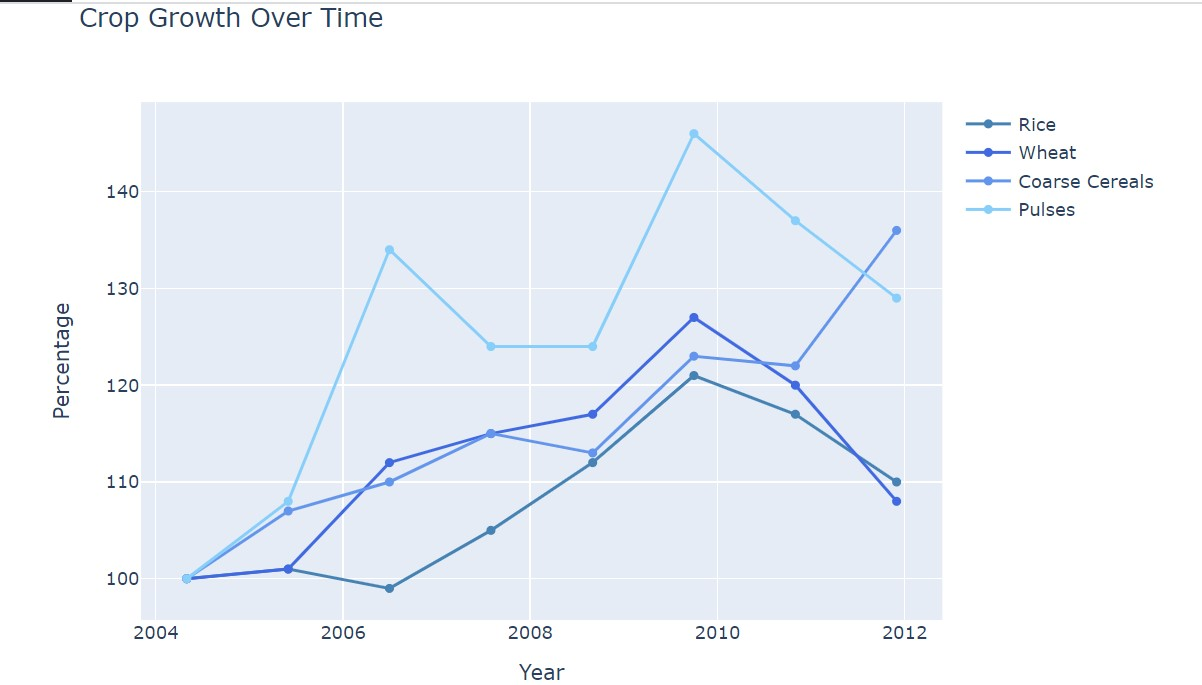 Crop Growth Over Time
Rice
Wheat
Coarse Cereals
Pulses
Percentage
140
130
120
110
100
2004 2006 2008 2010 2012
Year